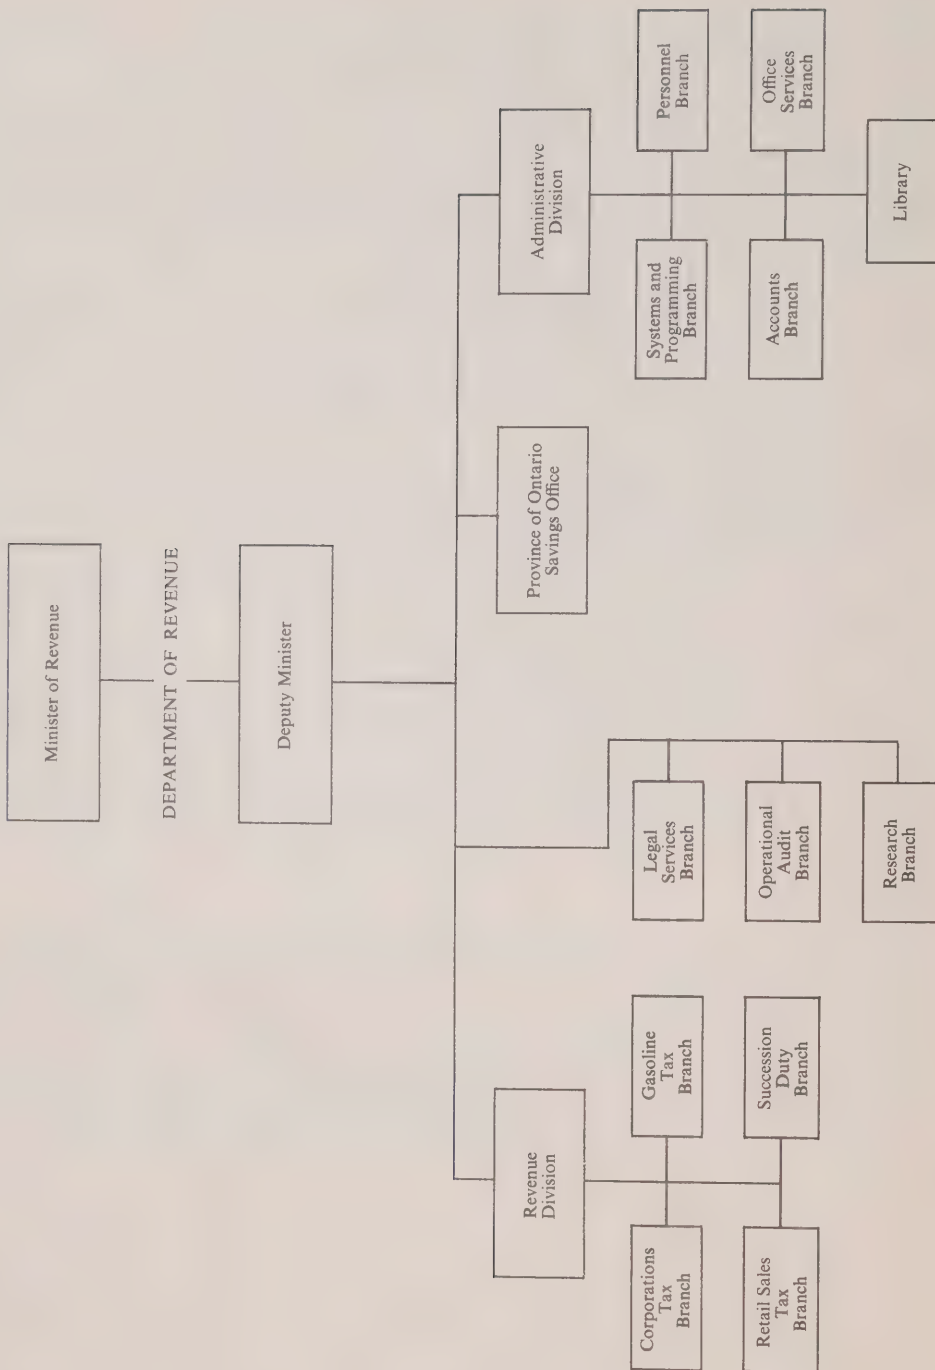 Minister of Revenue
DEPARTMENT OF REVENUE
Deputy Minister
Revenue
Division
Province of Ontario
Savings Office
Administrative
Division
Corporations
Tax
Branch
Gasoline
Tax
Branch
Legal
Services
Branch
Systems and
Programming
Branch
Personnel
Branch
Retail Sales
Tax
Branch
Succession
Duty
Branch
Operational
Audit
Branch
Accounts
Branch
Office
Services
Branch
Research
Branch
Library